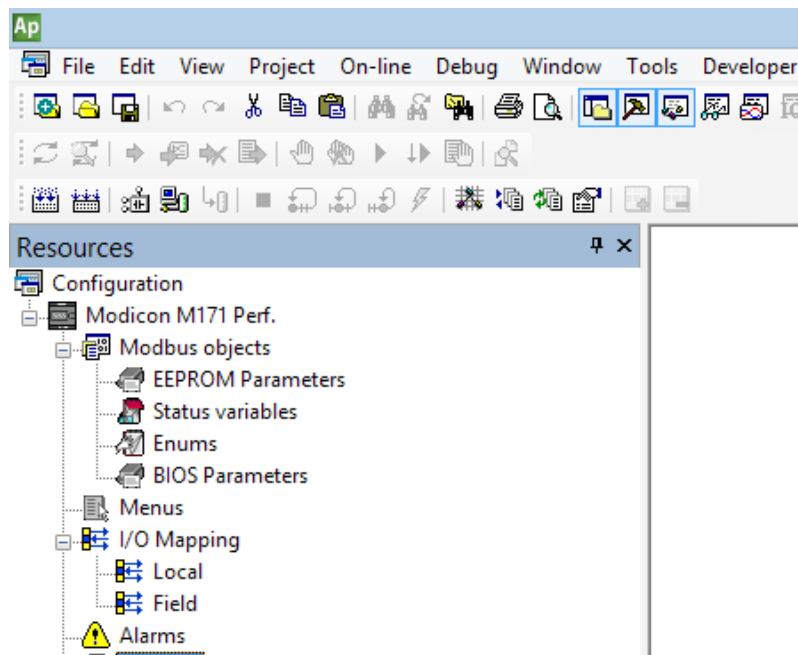 Ap
File Edit View Project On-line Debug Window Tools Developer
Resources
Configuration
Modicon M171 Perf.
Modbus objects
EEPROM Parameters
Status variables
Enums
BIOS Parameters
Menus
I/O Mapping
Local
Field
Alarms